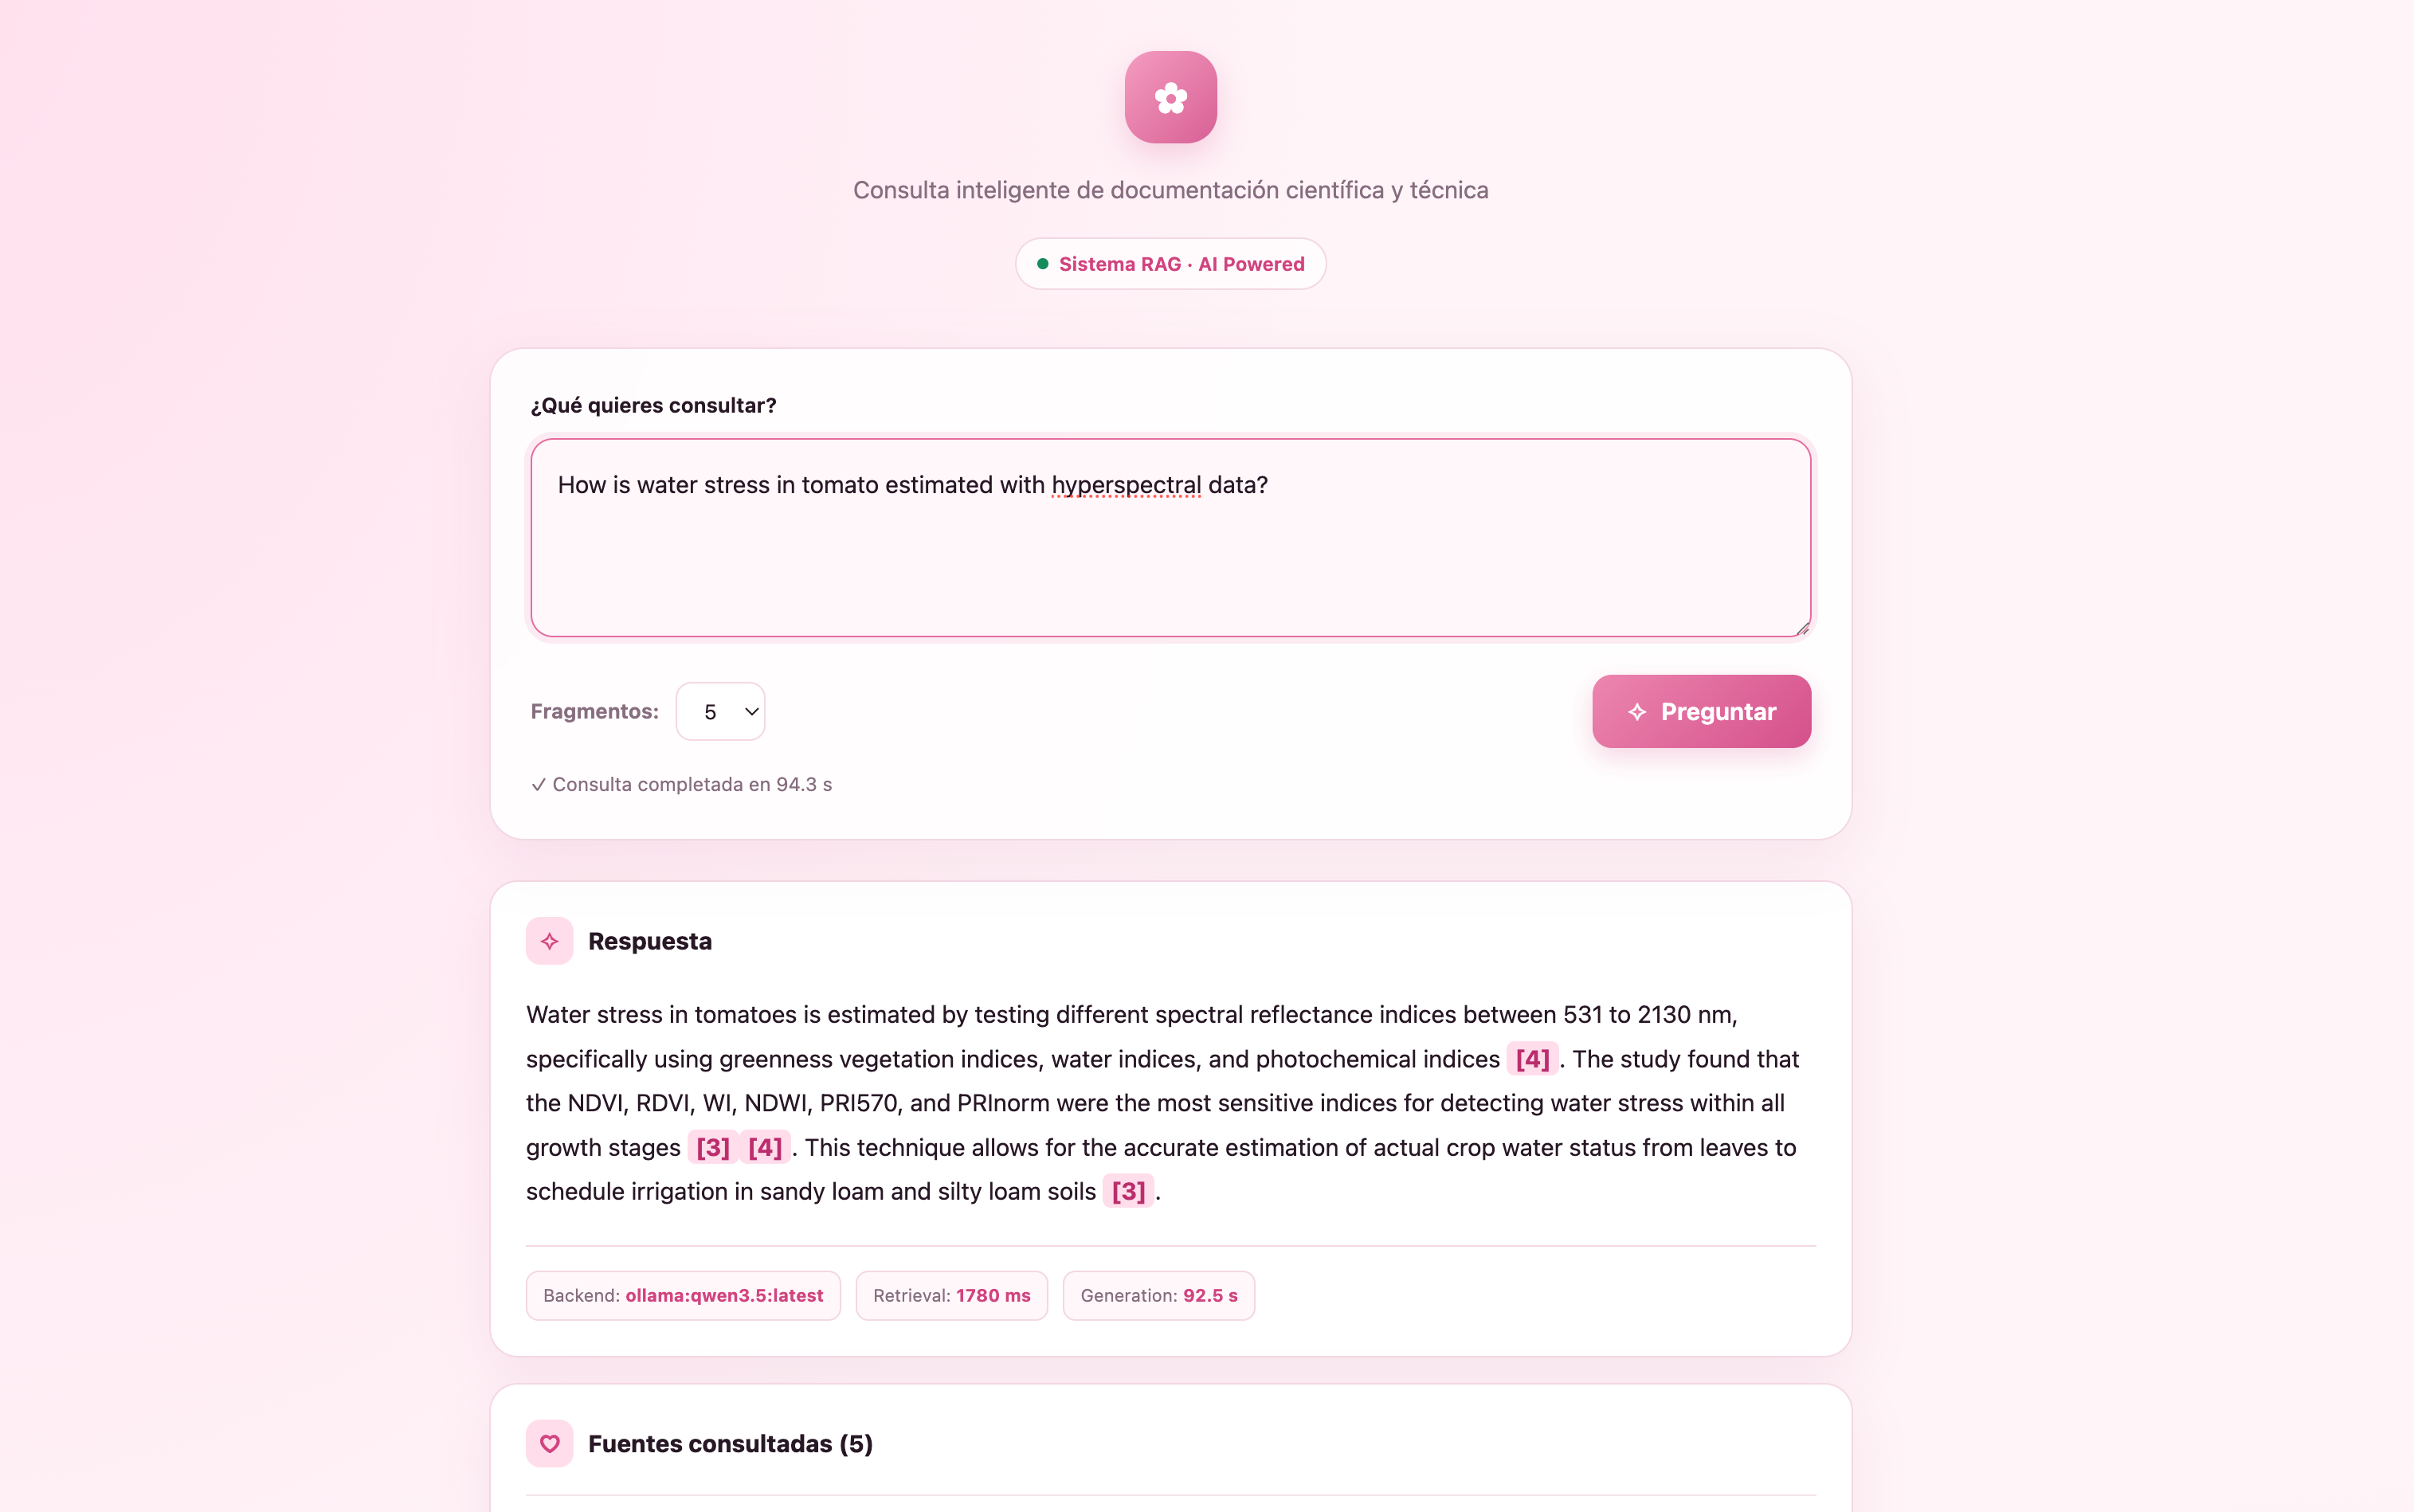 Consulta inteligente de documentación científica y técnica
Sistema RAG · AI Powered
¿Qué quieres consultar?
How is water stress in tomato estimated with hyperspectral data?
Fragmentos: 5
✧ Preguntar
✓ Consulta completada en 94.3 s
Respuesta
Water stress in tomatoes is estimated by testing different spectral reflectance indices between 531 to 2130 nm,
specifically using greenness vegetation indices, water indices, and photochemical indices [4]. The study found that
the NDVI, RDVI, WI, NDWI, PRI570, and PRInorm were the most sensitive indices for detecting water stress within all
growth stages [3] [4]. This technique allows for the accurate estimation of actual crop water status from leaves to
schedule irrigation in sandy loam and silty loam soils [3].
Backend: ollama:qwen3.5:latest
Retrieval: 1780 ms
Generation: 92.5 s
Fuentes consultadas (5)